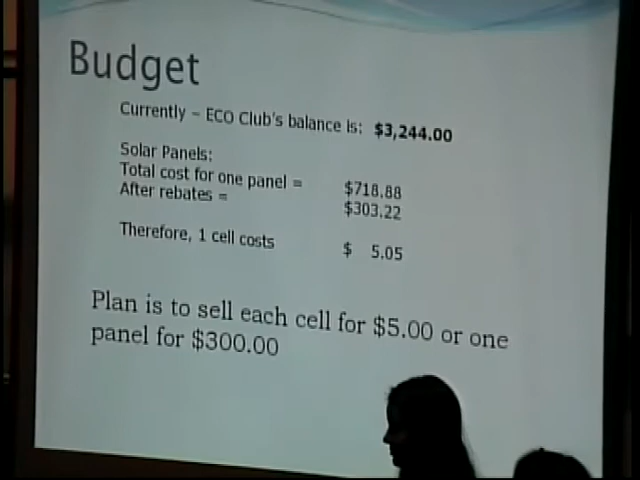 Budget
Currently – ECO Club's balance is: $3,244.00
Solar Panels:
Total cost for one panel = $718.88
After rebates = $303.22
Therefore, 1 cell costs $ 5.05
Plan is to sell each cell for $5.00 or one
panel for $300.00